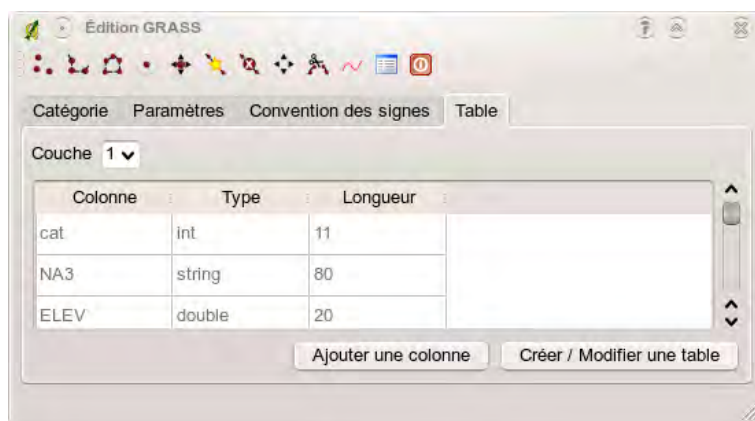 Édition GRASS
Catégorie Paramètres Convention des signes Table
Couche 1
Colonne Type Longueur
cat int 11
NA3 string 80
ELEV double 20
Ajouter une colonne Créer / Modifier une table